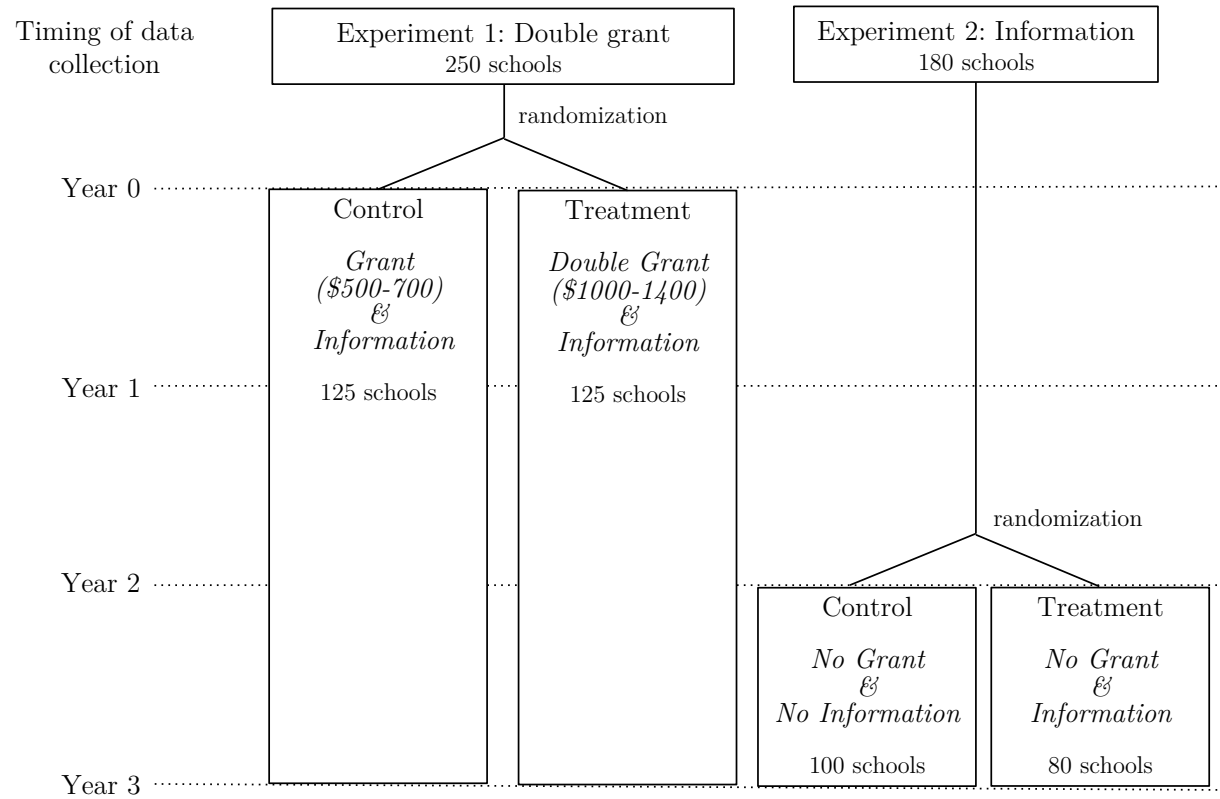 Timing of data
collection
Experiment 1: Double grant
250 schools
Experiment 2: Information
180 schools
randomization
Year 0
Control
Grant
($500-700)
&
Information
125 schools
Treatment
Double Grant
($1000-1400)
&
Information
125 schools
Year 1
randomization
Year 2
Control
No Grant
&
No Information
100 schools
Treatment
No Grant
&
Information
80 schools
Year 3